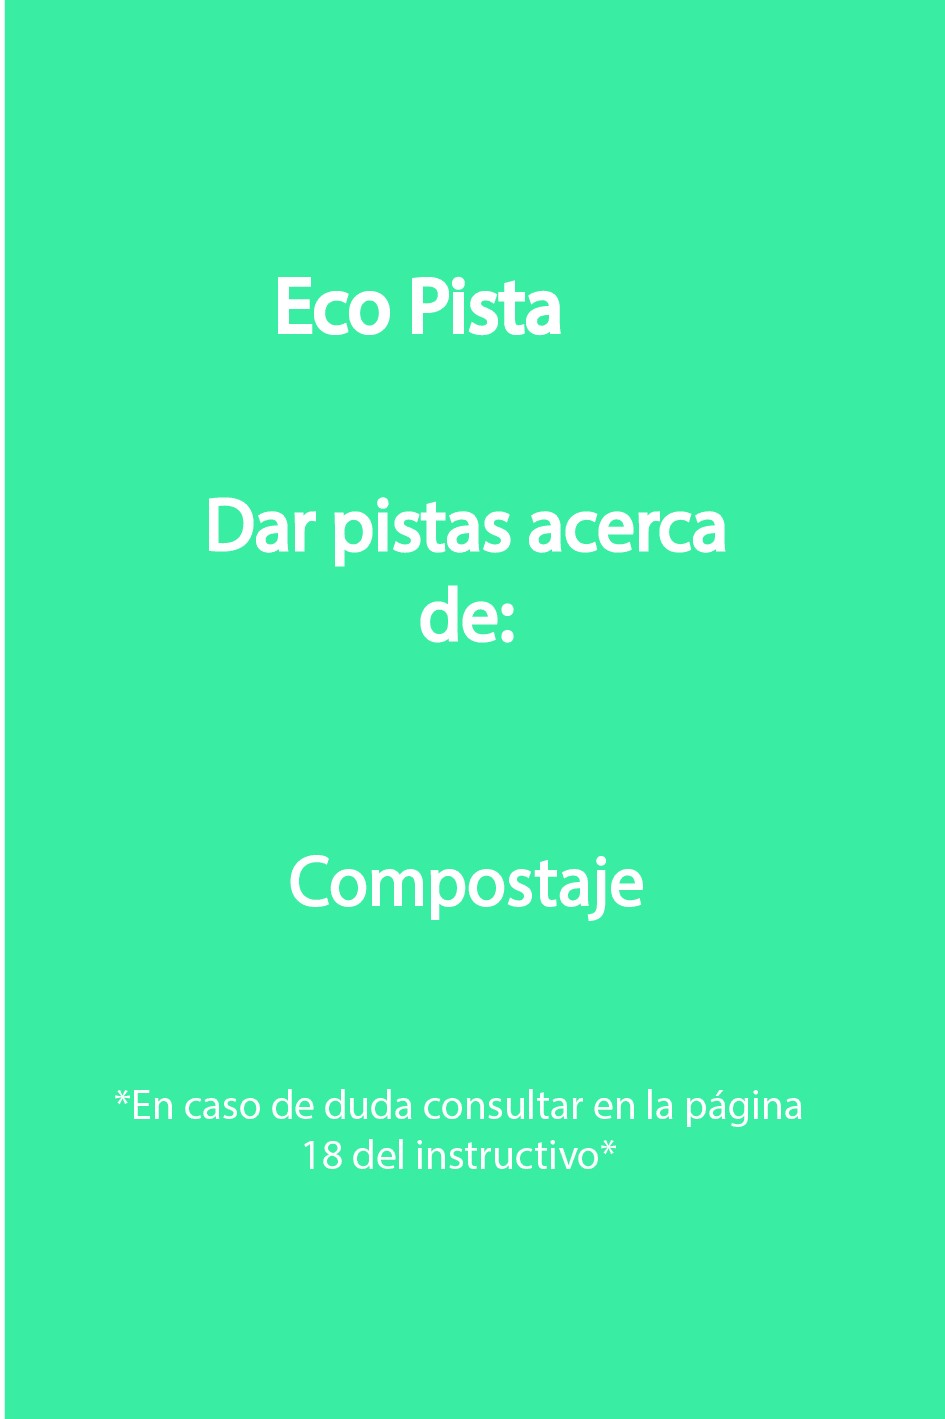 Eco Pista
Dar pistas acerca
de:
Compostaje
*En caso de duda consultar en la página
18 del instructivo*